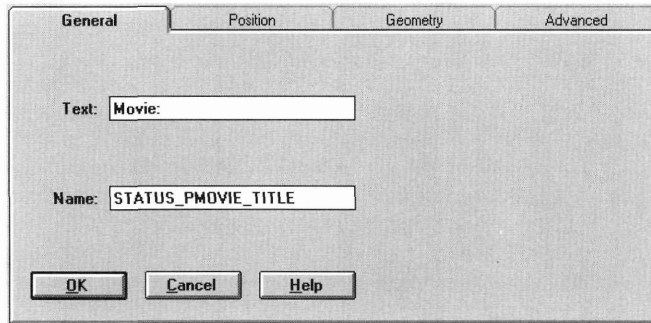 General Position Geometry Advanced
Text: Movie:
Name: STATUS_PMOVIE_TITLE
OK Cancel Help